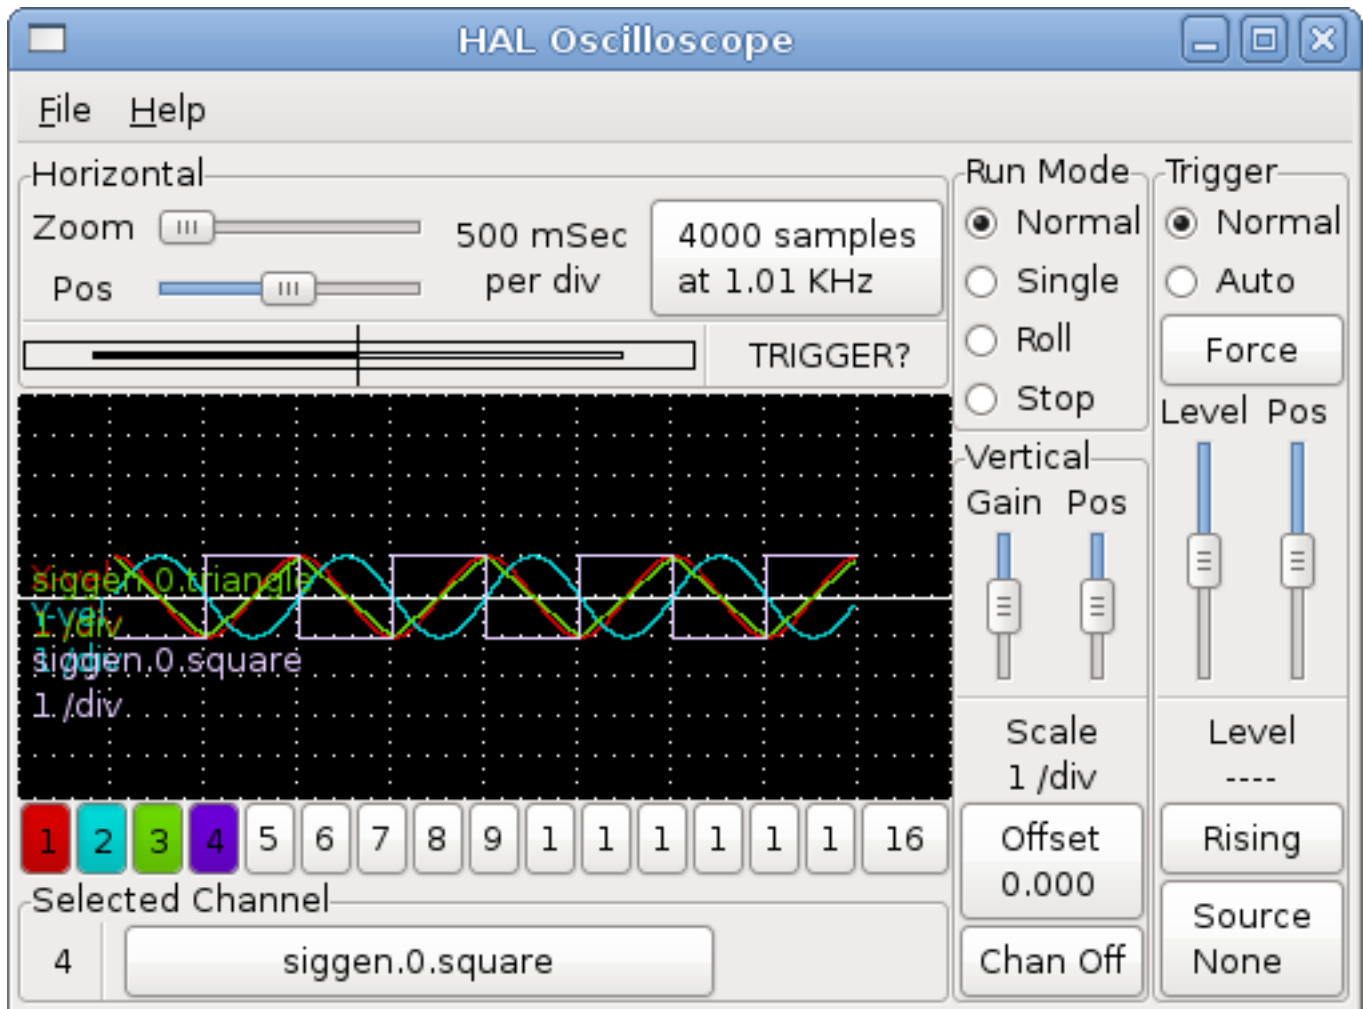 HAL Oscilloscope
File Help
Horizontal
Zoom
Pos
500 mSec
per div
4000 samples
at 1.01 KHz
TRIGGER?
Run Mode
Normal
Single
Roll
Stop
Trigger
Normal
Auto
Force
Level Pos
Vertical
Gain Pos
Scale
1 /div
Offset
0.000
Chan Off
Level
----
Rising
Source
None
siggen.0.triangle
Y-vel
1 /div
siggen.0.square
1 /div
1 2 3 4 5 6 7 8 9 1 1 1 1 1 1 16
Selected Channel
4
siggen.0.square